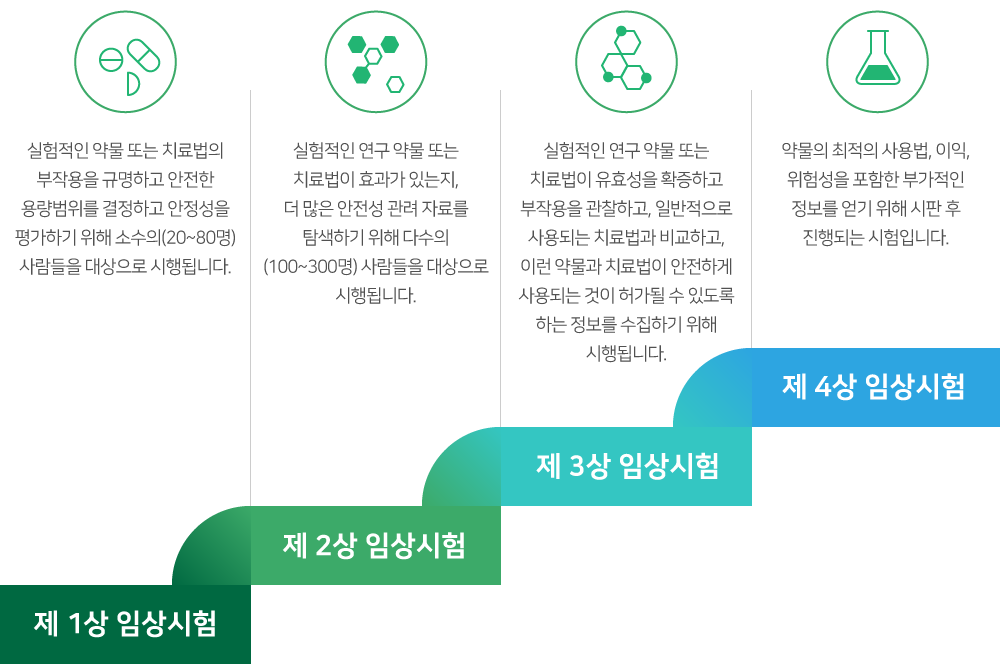 실험적인 약물 또는 치료법의
부작용을 규명하고 안전한
용량범위를 결정하고 안정성을
평가하기 위해 소수의(20~80명)
사람들을 대상으로 시행됩니다.
실험적인 연구 약물 또는
치료법이 효과가 있는지,
더 많은 안전성 관려 자료를
탐색하기 위해 다수의
(100~300명) 사람들을 대상으로
시행됩니다.
실험적인 연구 약물 또는
치료법이 유효성을 확증하고
부작용을 관찰하고, 일반적으로
사용되는 치료법과 비교하고,
이런 약물과 치료법이 안전하게
사용되는 것이 허가될 수 있도록
하는 정보를 수집하기 위해
시행됩니다.
약물의 최적의 사용법, 이익,
위험성을 포함한 부가적인
정보를 얻기 위해 시판 후
진행되는 시험입니다.
제 4상 임상시험
제 3상 임상시험
제 2상 임상시험
제 1상 임상시험